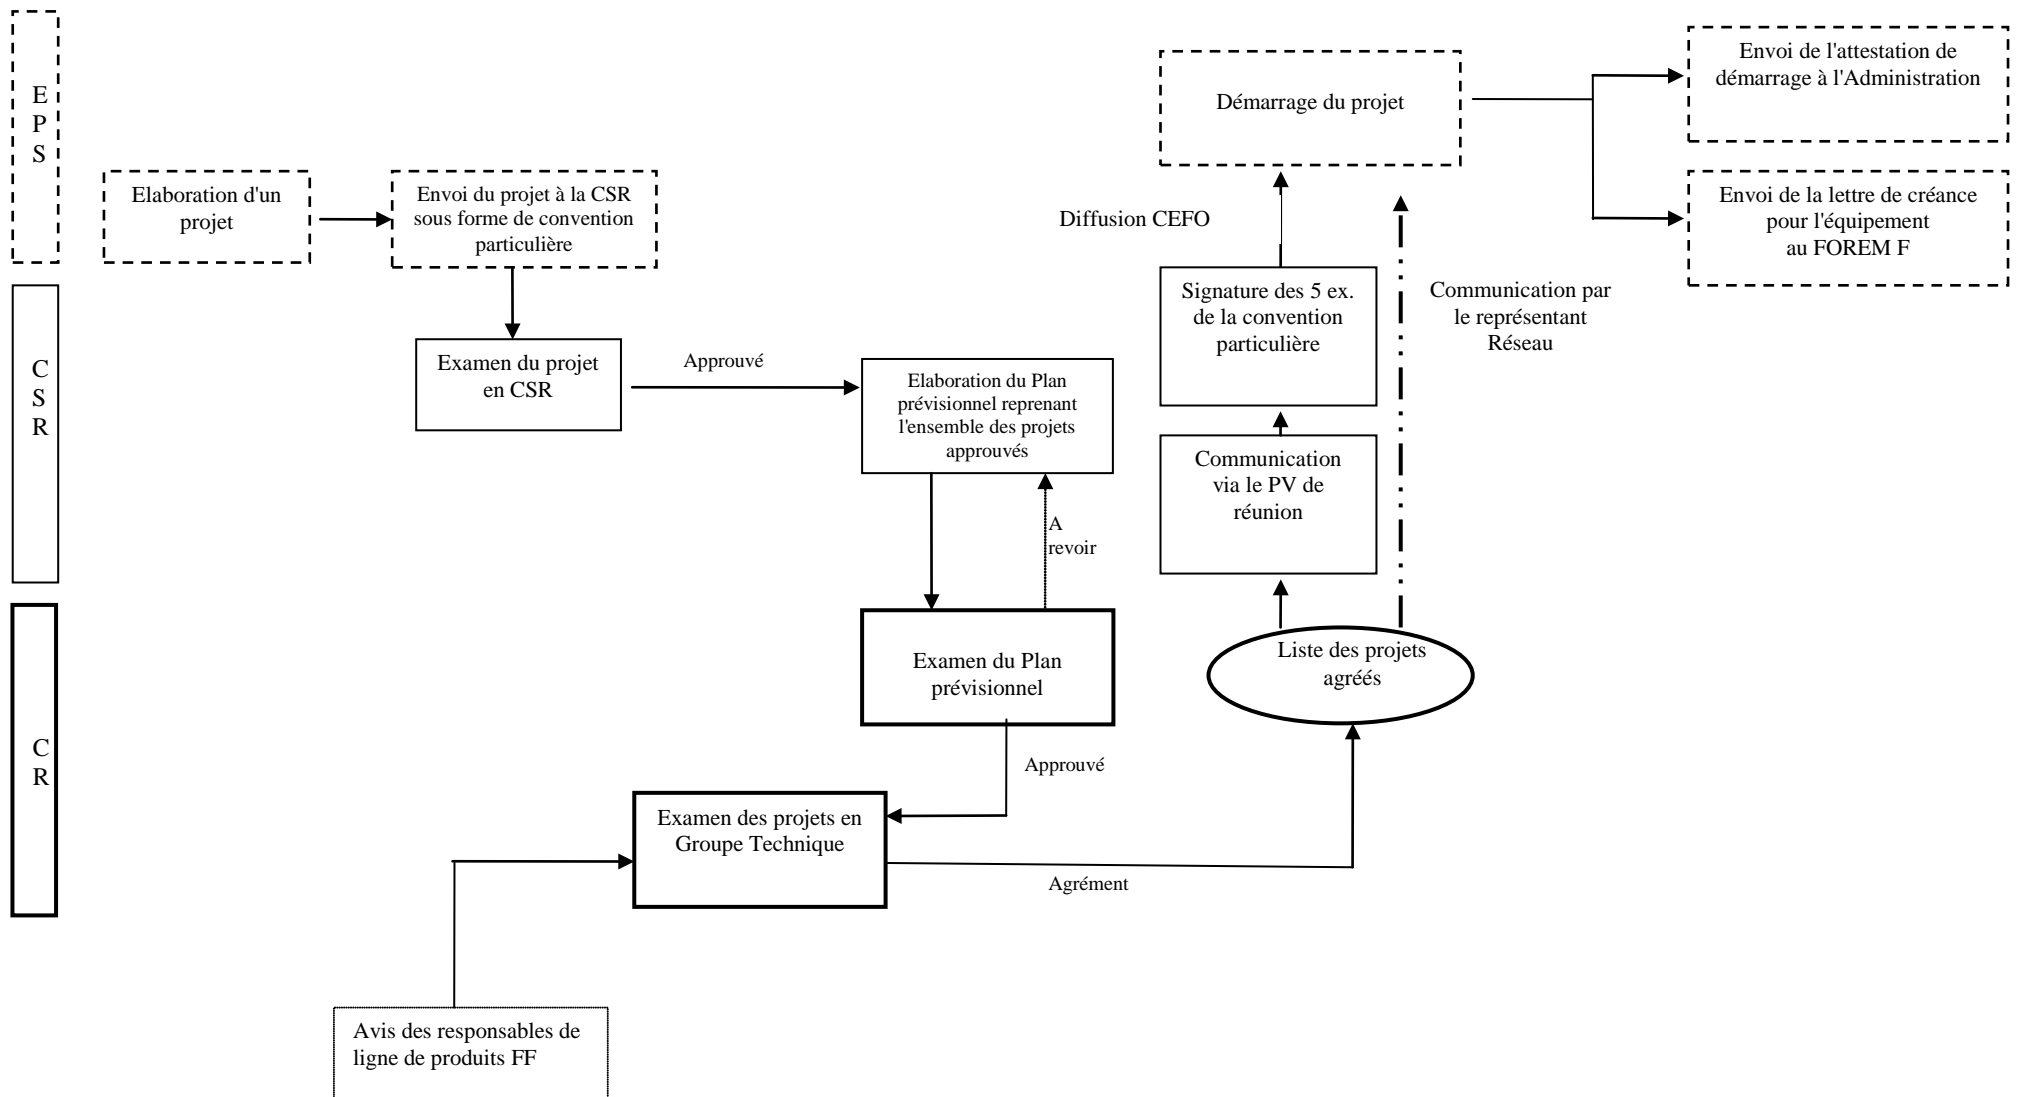 E
P
S
Elaboration d'un
projet
Envoi du projet à la CSR
sous forme de convention
particulière
Démarrage du projet
Envoi de l'attestation de
démarrage à l'Administration
Envoi de la lettre de créance
pour l'équipement
au FOREM F
Diffusion CEFO
C
S
R
Examen du projet
en CSR
Approuvé
Elaboration du Plan
prévisionnel reprenant
l'ensemble des projets
approuvés
Signature des 5 ex.
de la convention
particulière
Communication par
le représentant
Réseau
Communication
via le PV de
réunion
A
revoir
C
R
Examen du Plan
prévisionnel
Liste des projets
agréés
Approuvé
Examen des projets en
Groupe Technique
Agrément
Avis des responsables de
ligne de produits FF